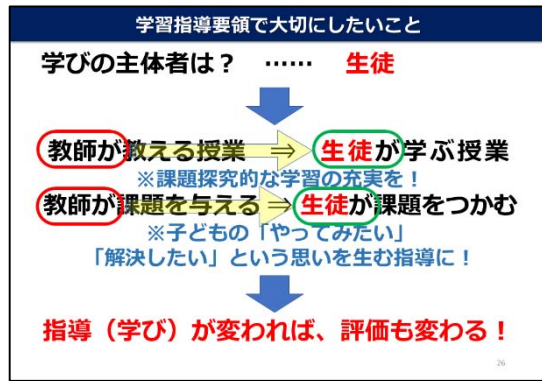 学習指導要領で大切にしたいこと
学びの主体者は？ …… 生徒
教師が教える授業 ⇒ 生徒が学ぶ授業
※課題探究的な学習の充実を！
教師が課題を与える ⇒ 生徒が課題をつかむ
※子どもの「やってみたい」
「解決したい」という思いを生む指導に！
指導（学び）が変われば、評価も変わる！
26